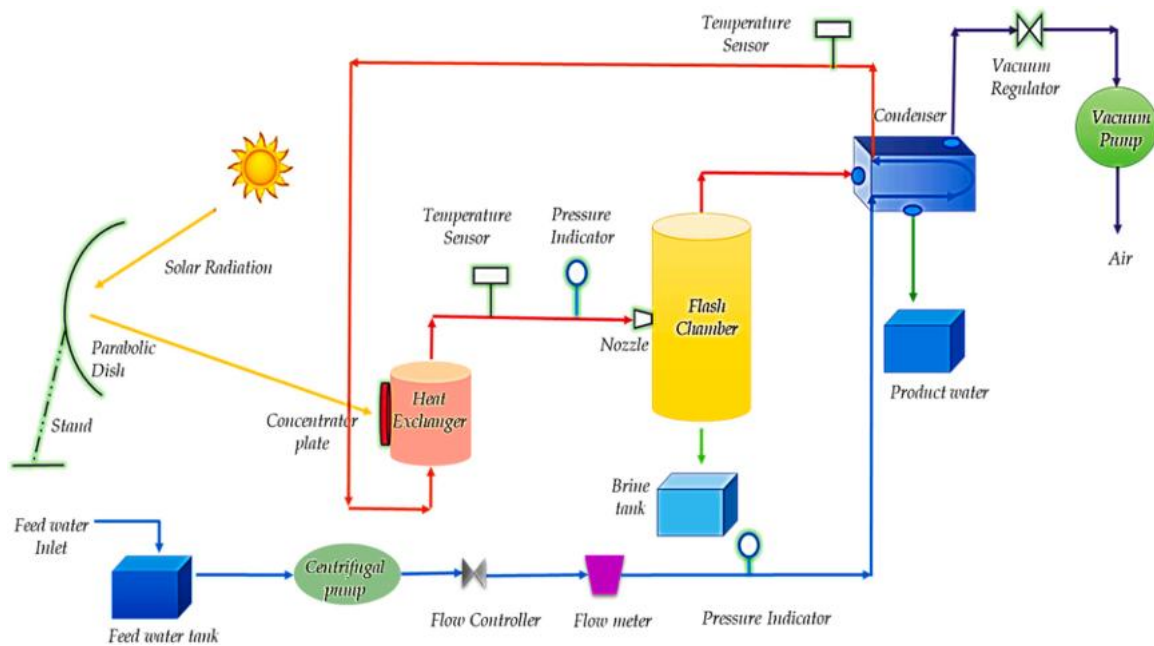 Temperature
Sensor
Vacuum
Regulator
Condenser
Vacuum
Pump
Air
Solar Radiation
Temperature
Sensor
Pressure
Indicator
Flash
Chamber
Nozzle
Product water
Parabolic
Dish
Stand
Concentrator
plate
Heat
Exchanger
Brine
tank
Feed water
Inlet
Centrifugal
pump
Feed water tank
Flow Controller
Flow meter
Pressure Indicator